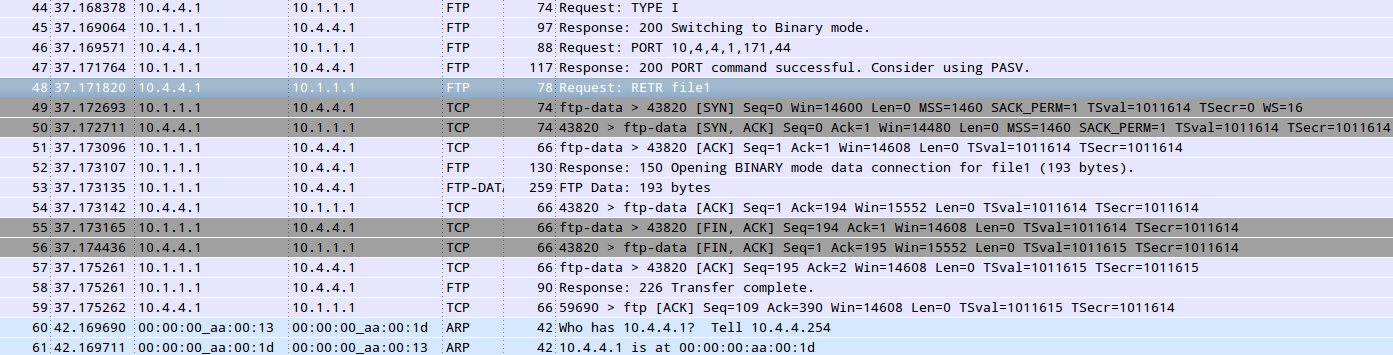 44 37.168378 10.4.4.1 10.1.1.1 FTP 74 Request: TYPE I
45 37.169064 10.1.1.1 10.4.4.1 FTP 97 Response: 200 Switching to Binary mode.
46 37.169571 10.4.4.1 10.1.1.1 FTP 88 Request: PORT 10,4,4,1,171,44
47 37.171764 10.1.1.1 10.4.4.1 FTP 117 Response: 200 PORT command successful. Consider using PASV.
48 37.171820 10.4.4.1 10.1.1.1 FTP 78 Request: RETR file1
49 37.172693 10.1.1.1 10.4.4.1 TCP 74 ftp-data > 43820 [SYN] Seq=0 Win=14600 Len=0 MSS=1460 SACK_PERM=1 TSval=1011614 TSecr=0 WS=16
50 37.172711 10.4.4.1 10.1.1.1 TCP 74 43820 > ftp-data [SYN, ACK] Seq=0 Ack=1 Win=14480 Len=0 MSS=1460 SACK_PERM=1 TSval=1011614 TSecr=1011614
51 37.173096 10.1.1.1 10.4.4.1 TCP 66 ftp-data > 43820 [ACK] Seq=1 Ack=1 Win=14608 Len=0 TSval=1011614 TSecr=1011614
52 37.173107 10.1.1.1 10.4.4.1 FTP 130 Response: 150 Opening BINARY mode data connection for file1 (193 bytes).
53 37.173135 10.1.1.1 10.4.4.1 FTP-DATA 259 FTP Data: 193 bytes
54 37.173142 10.4.4.1 10.1.1.1 TCP 66 43820 > ftp-data [ACK] Seq=1 Ack=194 Win=15552 Len=0 TSval=1011614 TSecr=1011614
55 37.173165 10.1.1.1 10.4.4.1 TCP 66 ftp-data > 43820 [FIN, ACK] Seq=194 Ack=1 Win=14608 Len=0 TSval=1011614 TSecr=1011614
56 37.174436 10.4.4.1 10.1.1.1 TCP 66 43820 > ftp-data [FIN, ACK] Seq=1 Ack=195 Win=15552 Len=0 TSval=1011615 TSecr=1011614
57 37.175261 10.1.1.1 10.4.4.1 TCP 66 ftp-data > 43820 [ACK] Seq=195 Ack=2 Win=14608 Len=0 TSval=1011615 TSecr=1011615
58 37.175261 10.1.1.1 10.4.4.1 FTP 90 Response: 226 Transfer complete.
59 37.175262 10.4.4.1 10.1.1.1 TCP 66 59690 > ftp [ACK] Seq=109 Ack=390 Win=14608 Len=0 TSval=1011615 TSecr=1011614
60 42.169690 00:00:00_aa:00:13 00:00:00_aa:00:1d ARP 42 Who has 10.4.4.1? Tell 10.4.4.254
61 42.169711 00:00:00_aa:00:1d 00:00:00_aa:00:13 ARP 42 10.4.4.1 is at 00:00:00:aa:00:1d